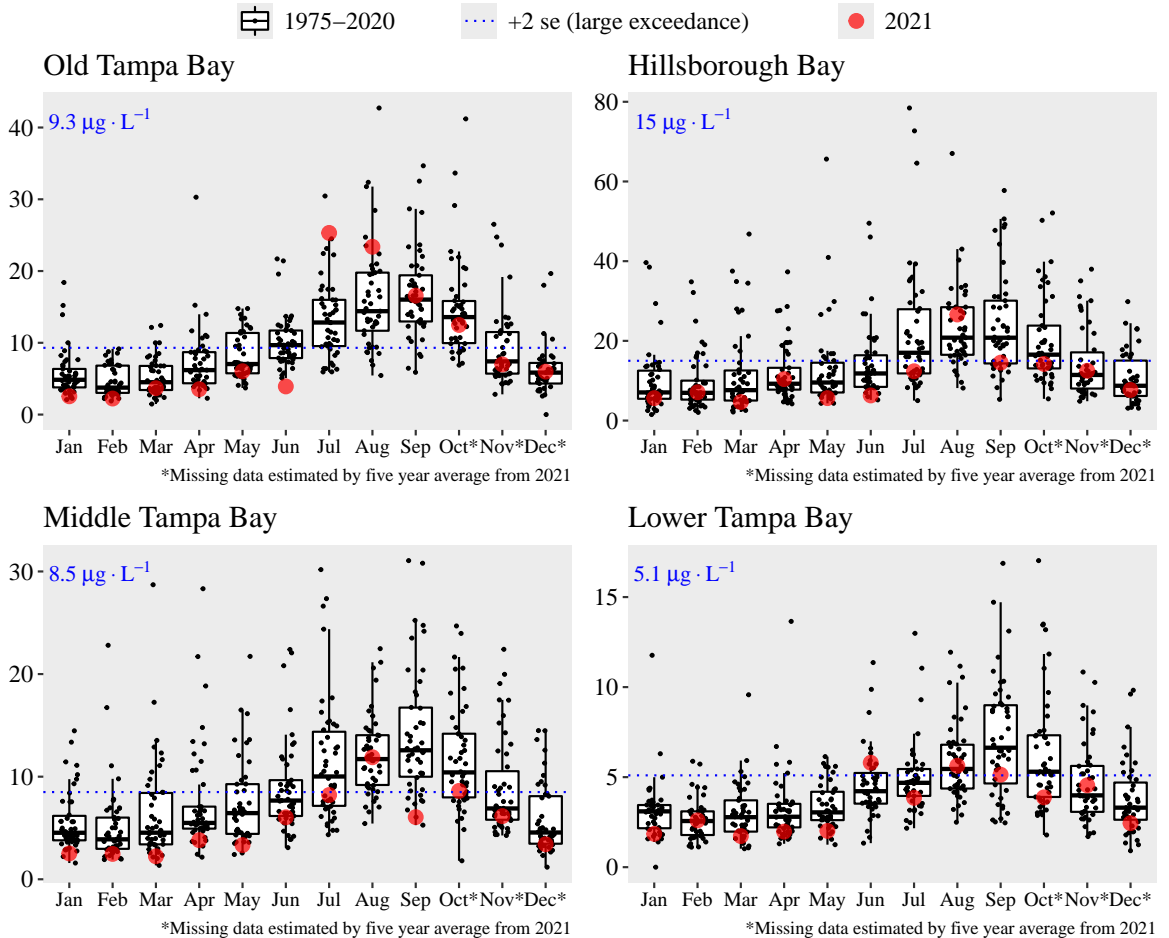 1975−2020 +2 se (large exceedance) 2021
Old Tampa Bay
9.3 μg · L⁻¹
40
30
20
10
0
Jan Feb Mar Apr May Jun Jul Aug Sep Oct* Nov* Dec*
*Missing data estimated by five year average from 2021
Hillsborough Bay
15 μg · L⁻¹
80
60
40
20
0
Jan Feb Mar Apr May Jun Jul Aug Sep Oct* Nov* Dec*
*Missing data estimated by five year average from 2021
Middle Tampa Bay
8.5 μg · L⁻¹
30
20
10
0
Jan Feb Mar Apr May Jun Jul Aug Sep Oct* Nov* Dec*
*Missing data estimated by five year average from 2021
Lower Tampa Bay
5.1 μg · L⁻¹
15
10
5
0
Jan Feb Mar Apr May Jun Jul Aug Sep Oct* Nov* Dec*
*Missing data estimated by five year average from 2021